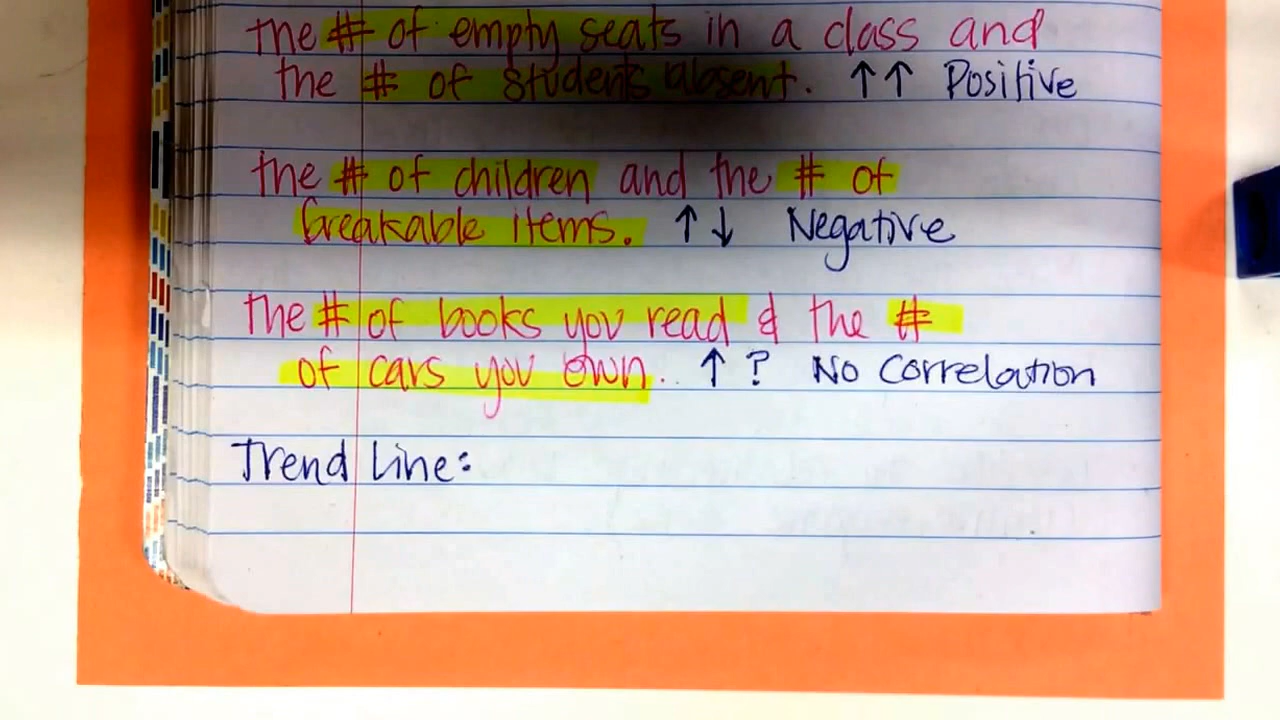 the # of empty seats in a class and
the # of students absent. ↑↑ Positive
the # of children and the # of
breakable items. ↑↓ Negative
the # of books you read & the #
of cars you own. ↑ ? No Correlation
Trend Line: